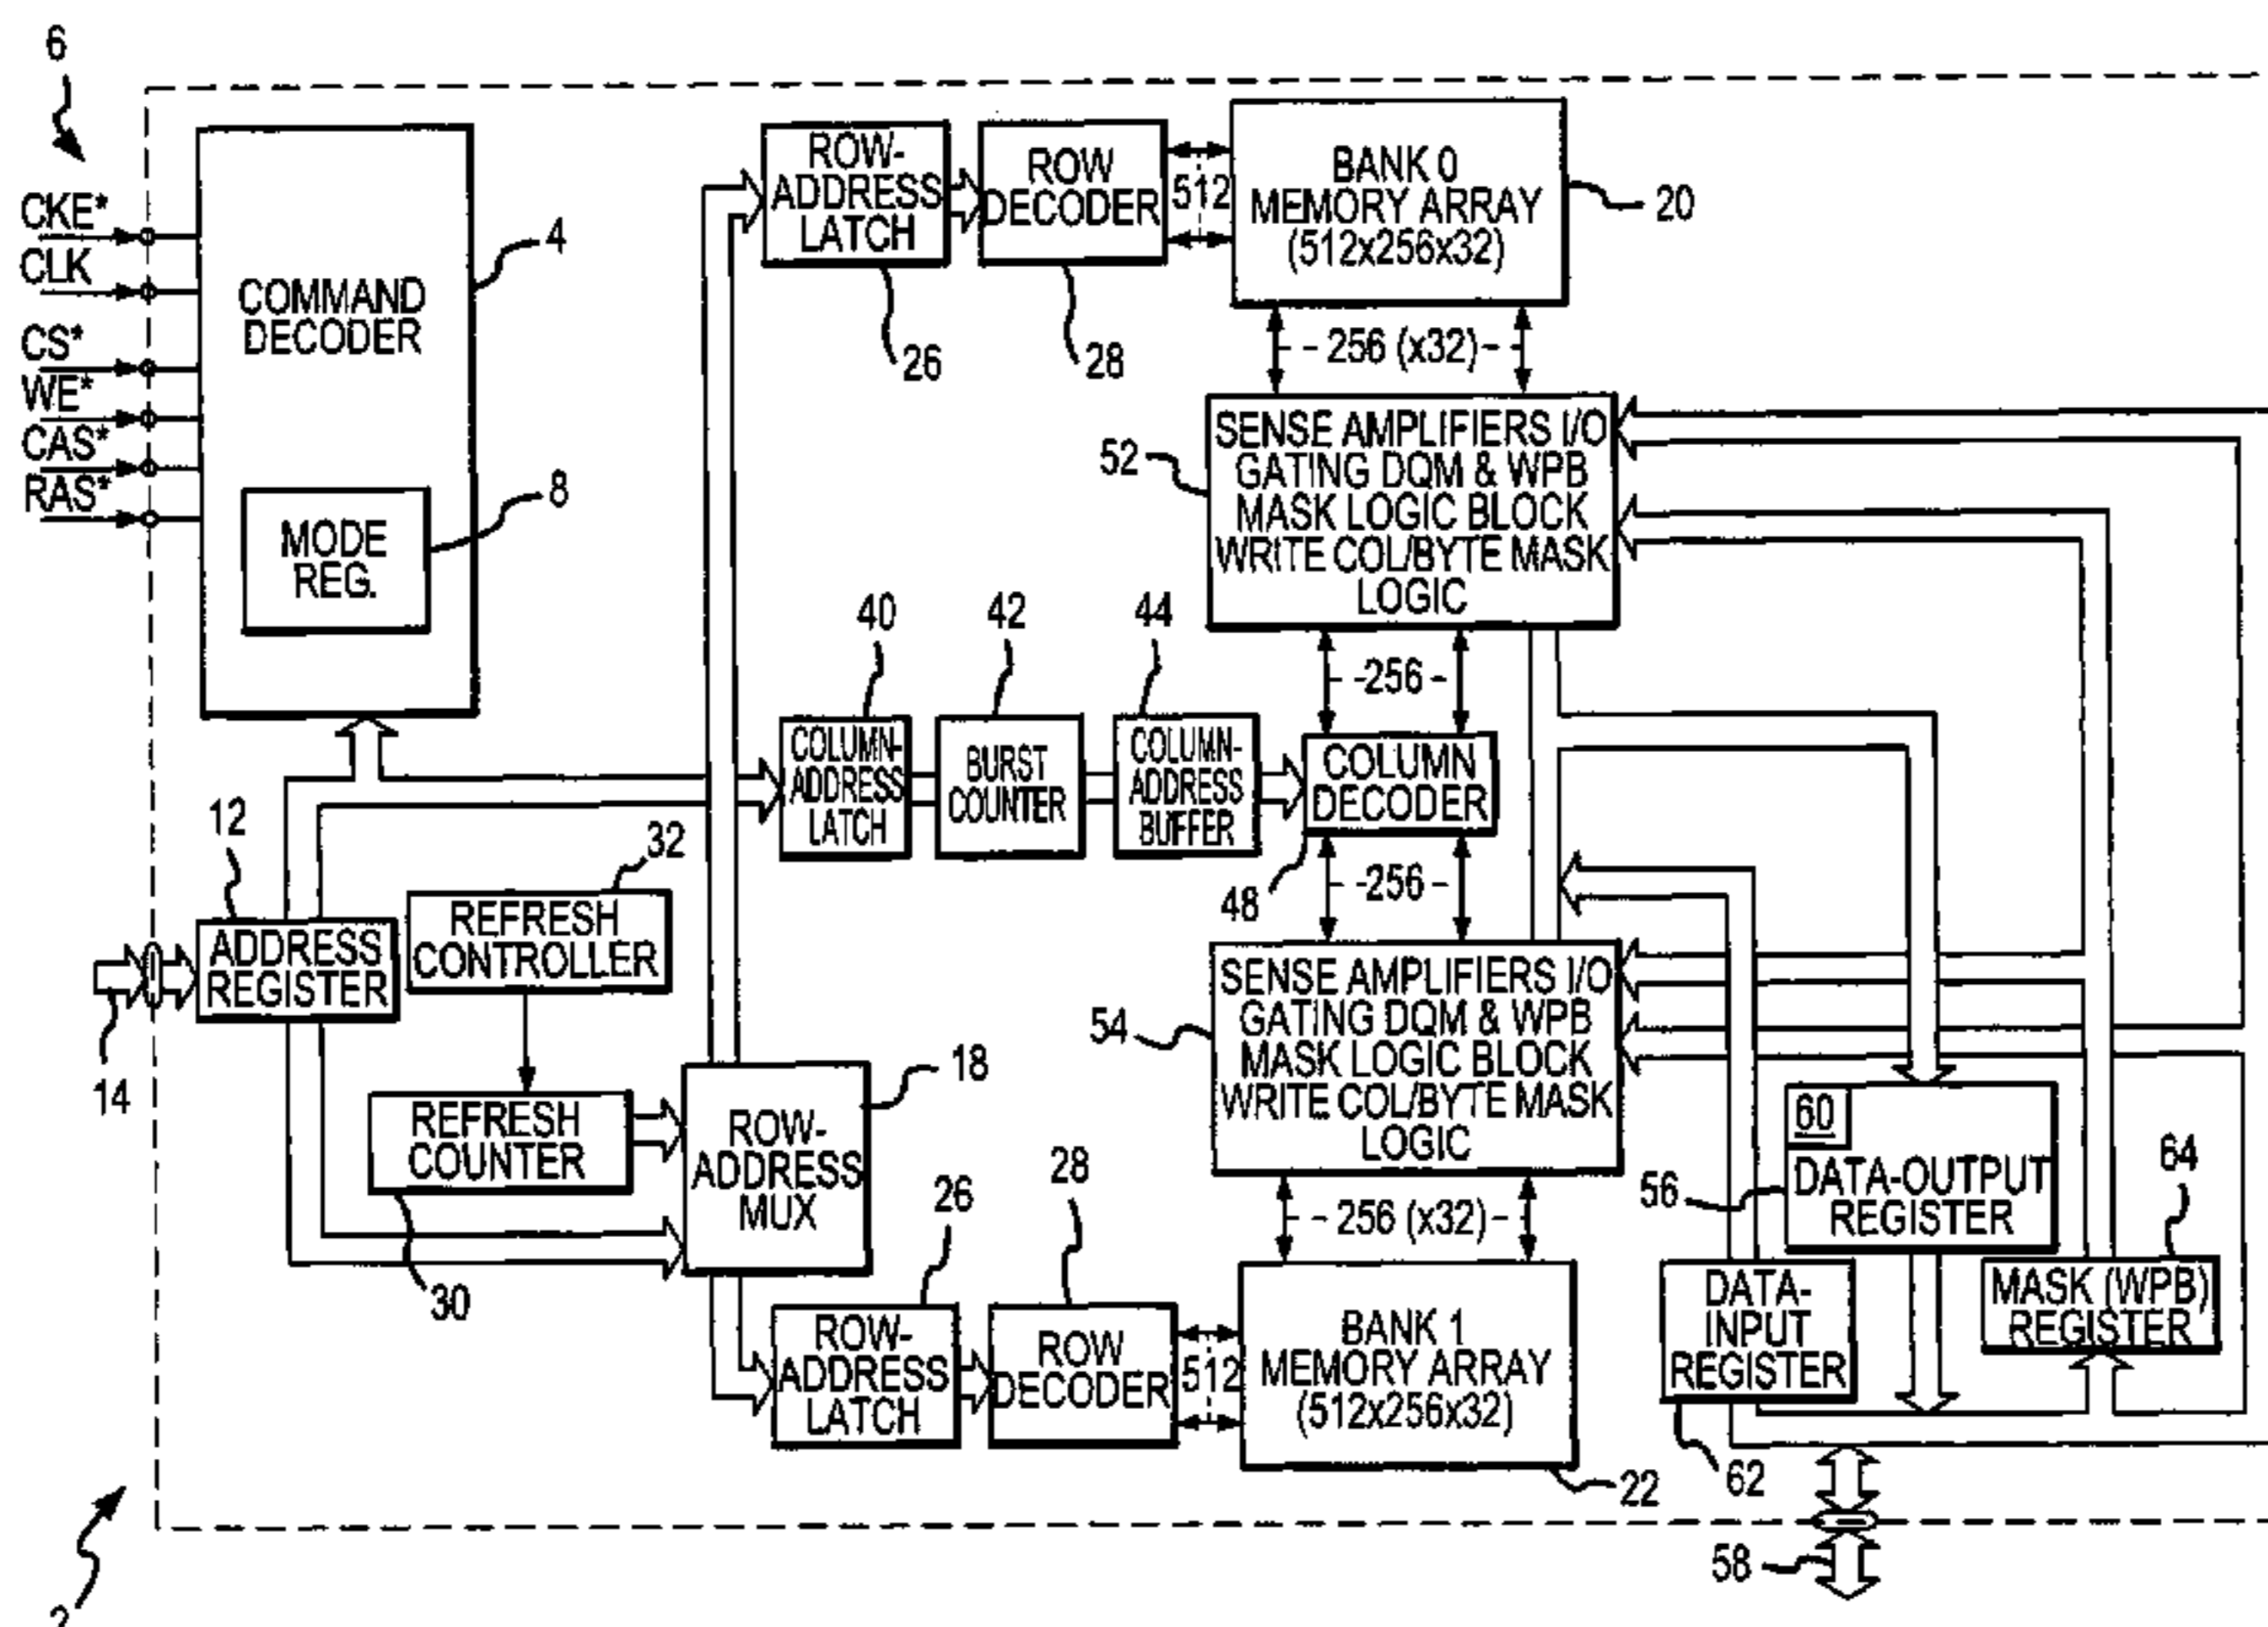 6
CKE*
CLK
CS*
WE*
CAS*
RAS*
COMMAND
DECODER
4
MODE
REG.
8
ROW-
ADDRESS
LATCH
26
ROW
DECODER
28
512
BANK 0
MEMORY ARRAY
(512x256x32)
20
256 (x32)
52
SENSE AMPLIFIERS I/O
GATING DQM & WPB
MASK LOGIC BLOCK
WRITE COL/BYTE MASK
LOGIC
256
40
COLUMN-
ADDRESS
LATCH
42
BURST
COUNTER
44
COLUMN-
ADDRESS
BUFFER
COLUMN
DECODER
48
256
12
ADDRESS
REGISTER
14
32
REFRESH
CONTROLLER
REFRESH
COUNTER
30
18
ROW-
ADDRESS
MUX
54
SENSE AMPLIFIERS I/O
GATING DQM & WPB
MASK LOGIC BLOCK
WRITE COL/BYTE MASK
LOGIC
256 (x32)
26
ROW-
ADDRESS
LATCH
28
ROW
DECODER
512
BANK 1
MEMORY ARRAY
(512x256x32)
22
60
56
DATA-OUTPUT
REGISTER
64
MASK (WPB)
REGISTER
DATA-
INPUT
REGISTER
62
58
2